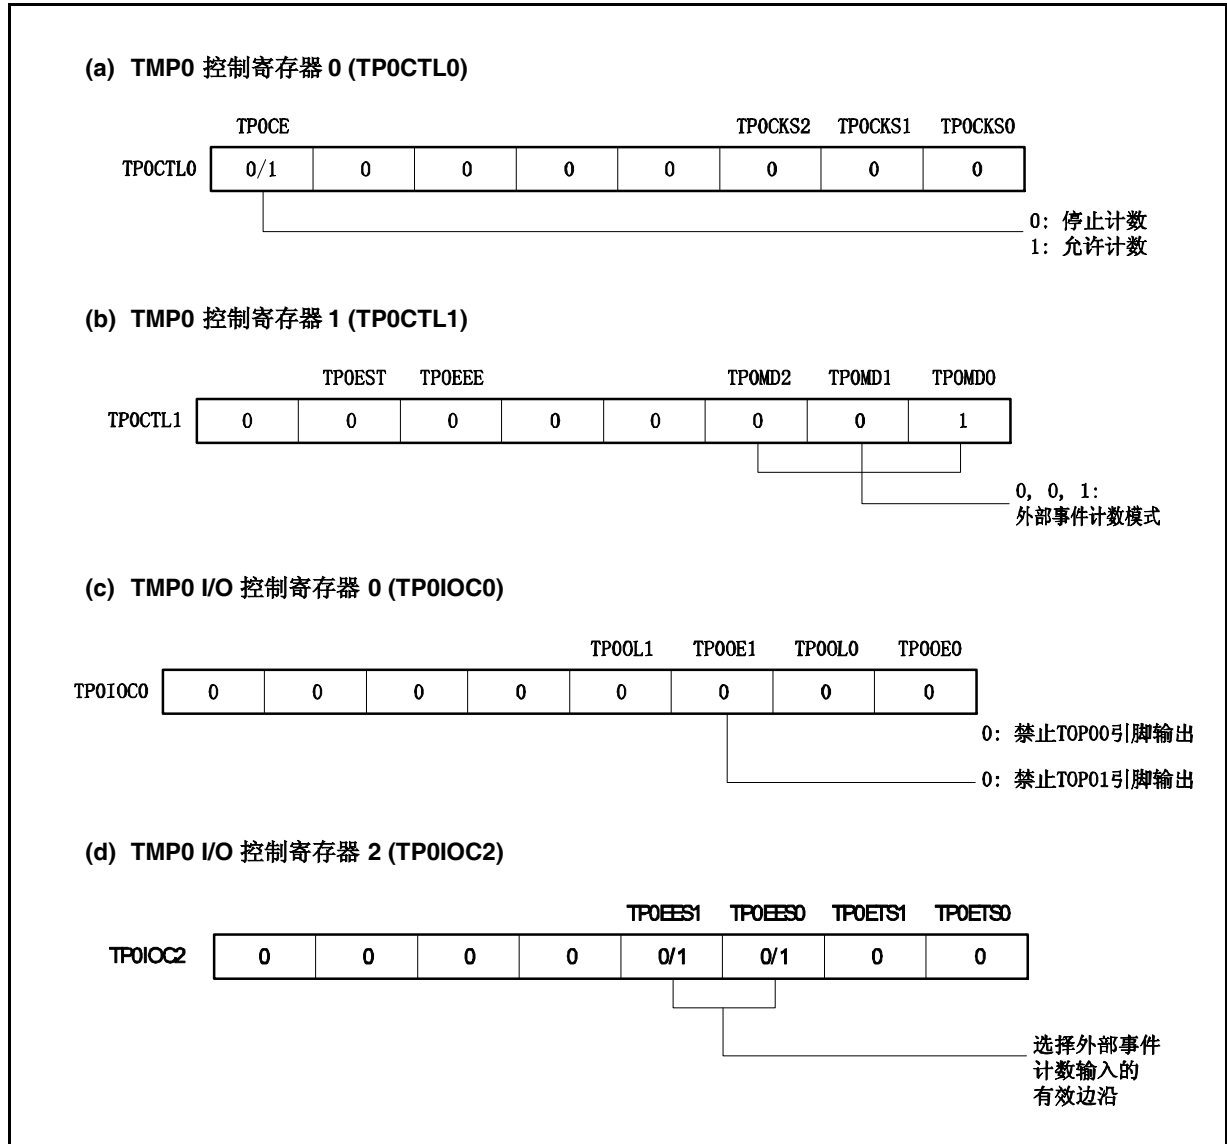 (a) TMP0 控制寄存器 0 (TP0CTL0)
TP0CE TP0CKS2 TP0CKS1 TP0CKS0
TP0CTL0 0/1 0 0 0 0 0 0 0
0: 停止计数
1: 允许计数
(b) TMP0 控制寄存器 1 (TP0CTL1)
TP0EST TP0EEE TP0MD2 TP0MD1 TP0MD0
TP0CTL1 0 0 0 0 0 0 0 1
0, 0, 1:
外部事件计数模式
(c) TMP0 I/O 控制寄存器 0 (TP0IOC0)
TP0OL1 TP0OE1 TP0OL0 TP0OE0
TP0IOC0 0 0 0 0 0 0 0 0
0: 禁止TOP00引脚输出
0: 禁止TOP01引脚输出
(d) TMP0 I/O 控制寄存器 2 (TP0IOC2)
TP0EES1 TP0EES0 TP0ETS1 TP0ETS0
TP0IOC2 0 0 0 0 0/1 0/1 0 0
选择外部事件
计数输入的
有效边沿